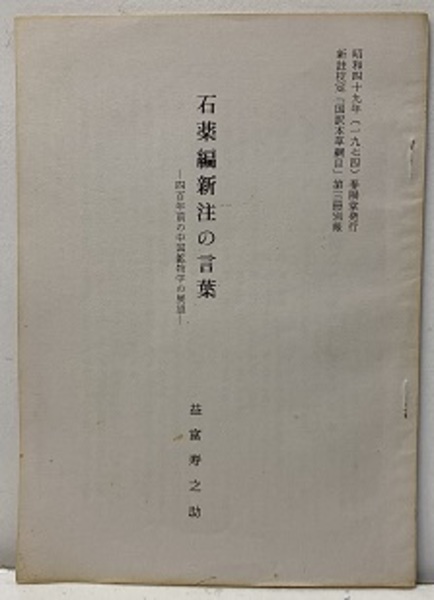 昭和四十九年（一九七四）春陽堂発行
新註校定「国訳本草綱目」第三冊別報
石薬編新注の言葉
―四百年前の中国鉱物学の展望―
益富寿之助